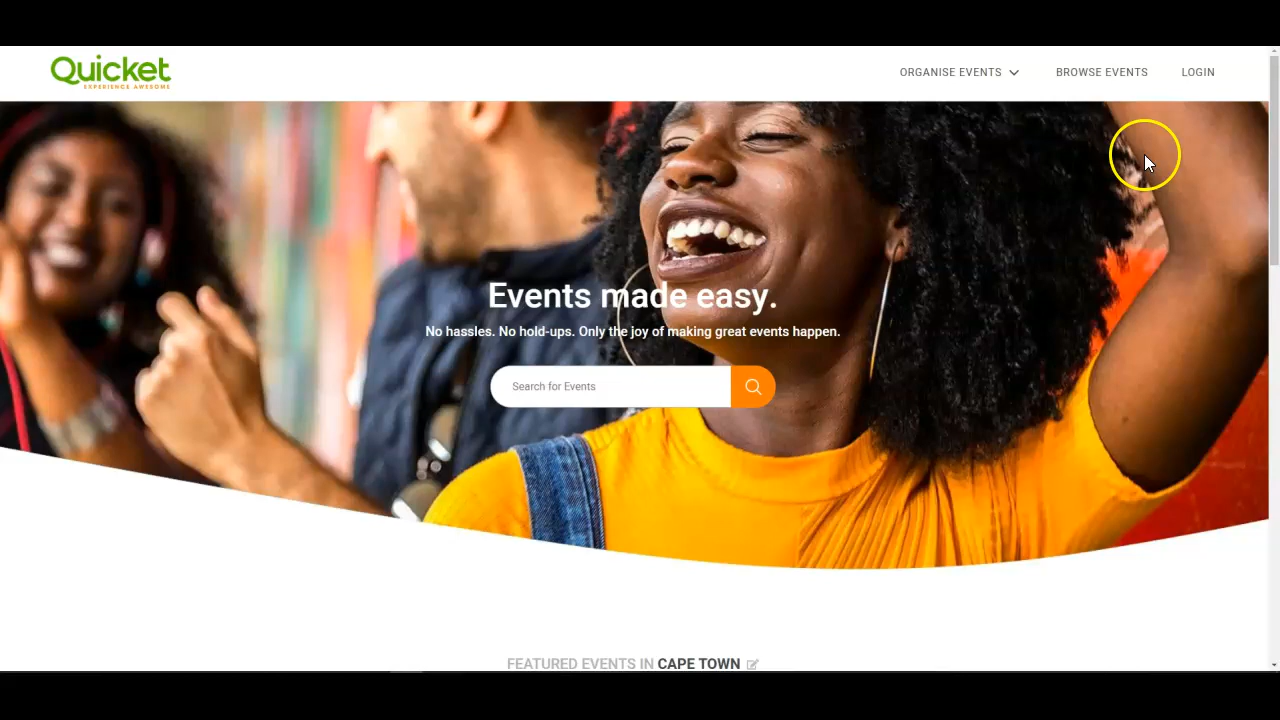 Quicket
EXPERIENCE AWESOME
ORGANISE EVENTS
BROWSE EVENTS
LOGIN
Events made easy.
No hassles. No hold-ups. Only the joy of making great events happen.
Search for Events
FEATURED EVENTS IN CAPE TOWN